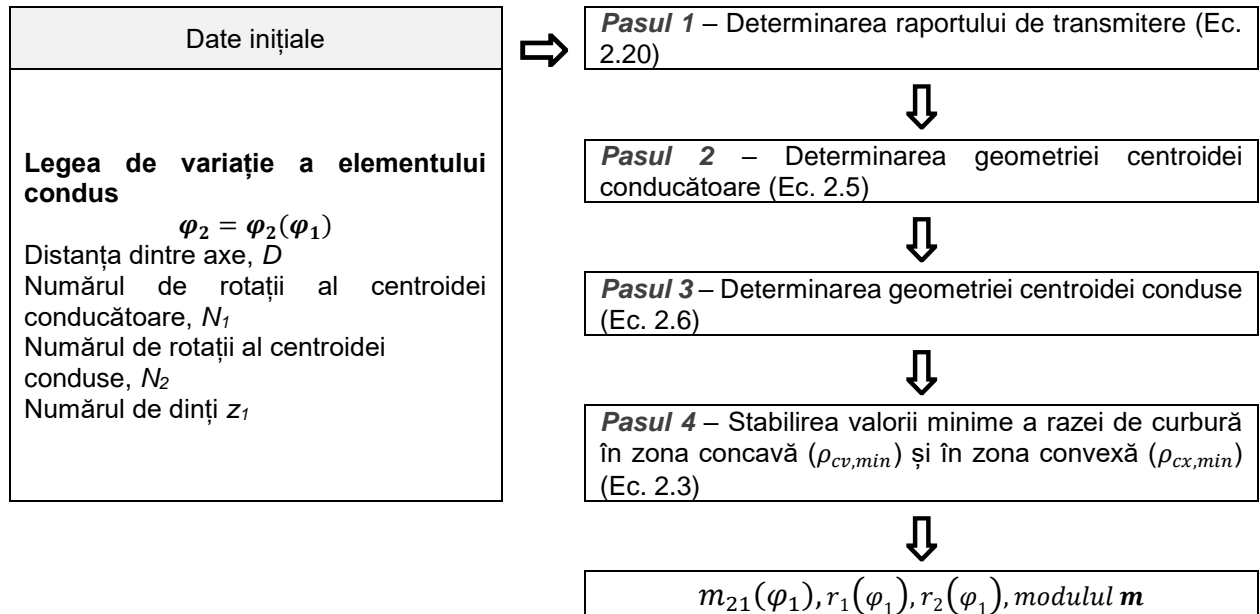 Date inițiale
Legea de variație a elementului
condus
𝝋₂ = 𝝋₂(𝝋₁)
Distanța dintre axe, D
Numărul de rotații al centroidei
conducătoare, N₁
Numărul de rotații al centroidei
conduse, N₂
Numărul de dinți z₁
Pasul 1 – Determinarea raportului de transmitere (Ec.
2.20)
Pasul 2 – Determinarea geometriei centroidei
conducătoare (Ec. 2.5)
Pasul 3 – Determinarea geometriei centroidei conduse
(Ec. 2.6)
Pasul 4 – Stabilirea valorii minime a razei de curbură
în zona concavă (ρcv,min) și în zona convexă (ρcx,min)
(Ec. 2.3)
m₂₁(φ₁), r₁(φ₁), r₂(φ₁), modulul m